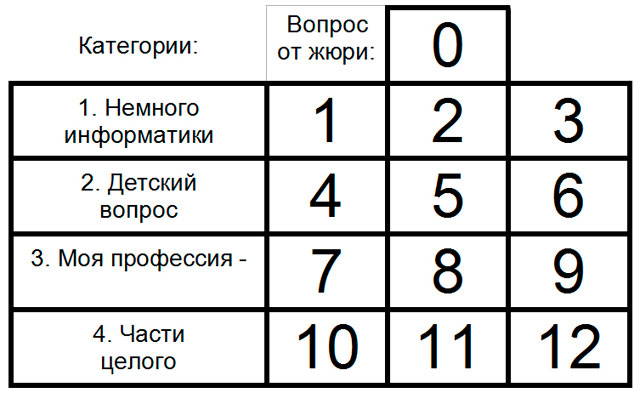 Категории:
Вопрос
от жюри:
0
1. Немного
информатики
1
2
3
2. Детский
вопрос
4
5
6
3. Моя профессия -
7
8
9
4. Части
целого
10
11
12